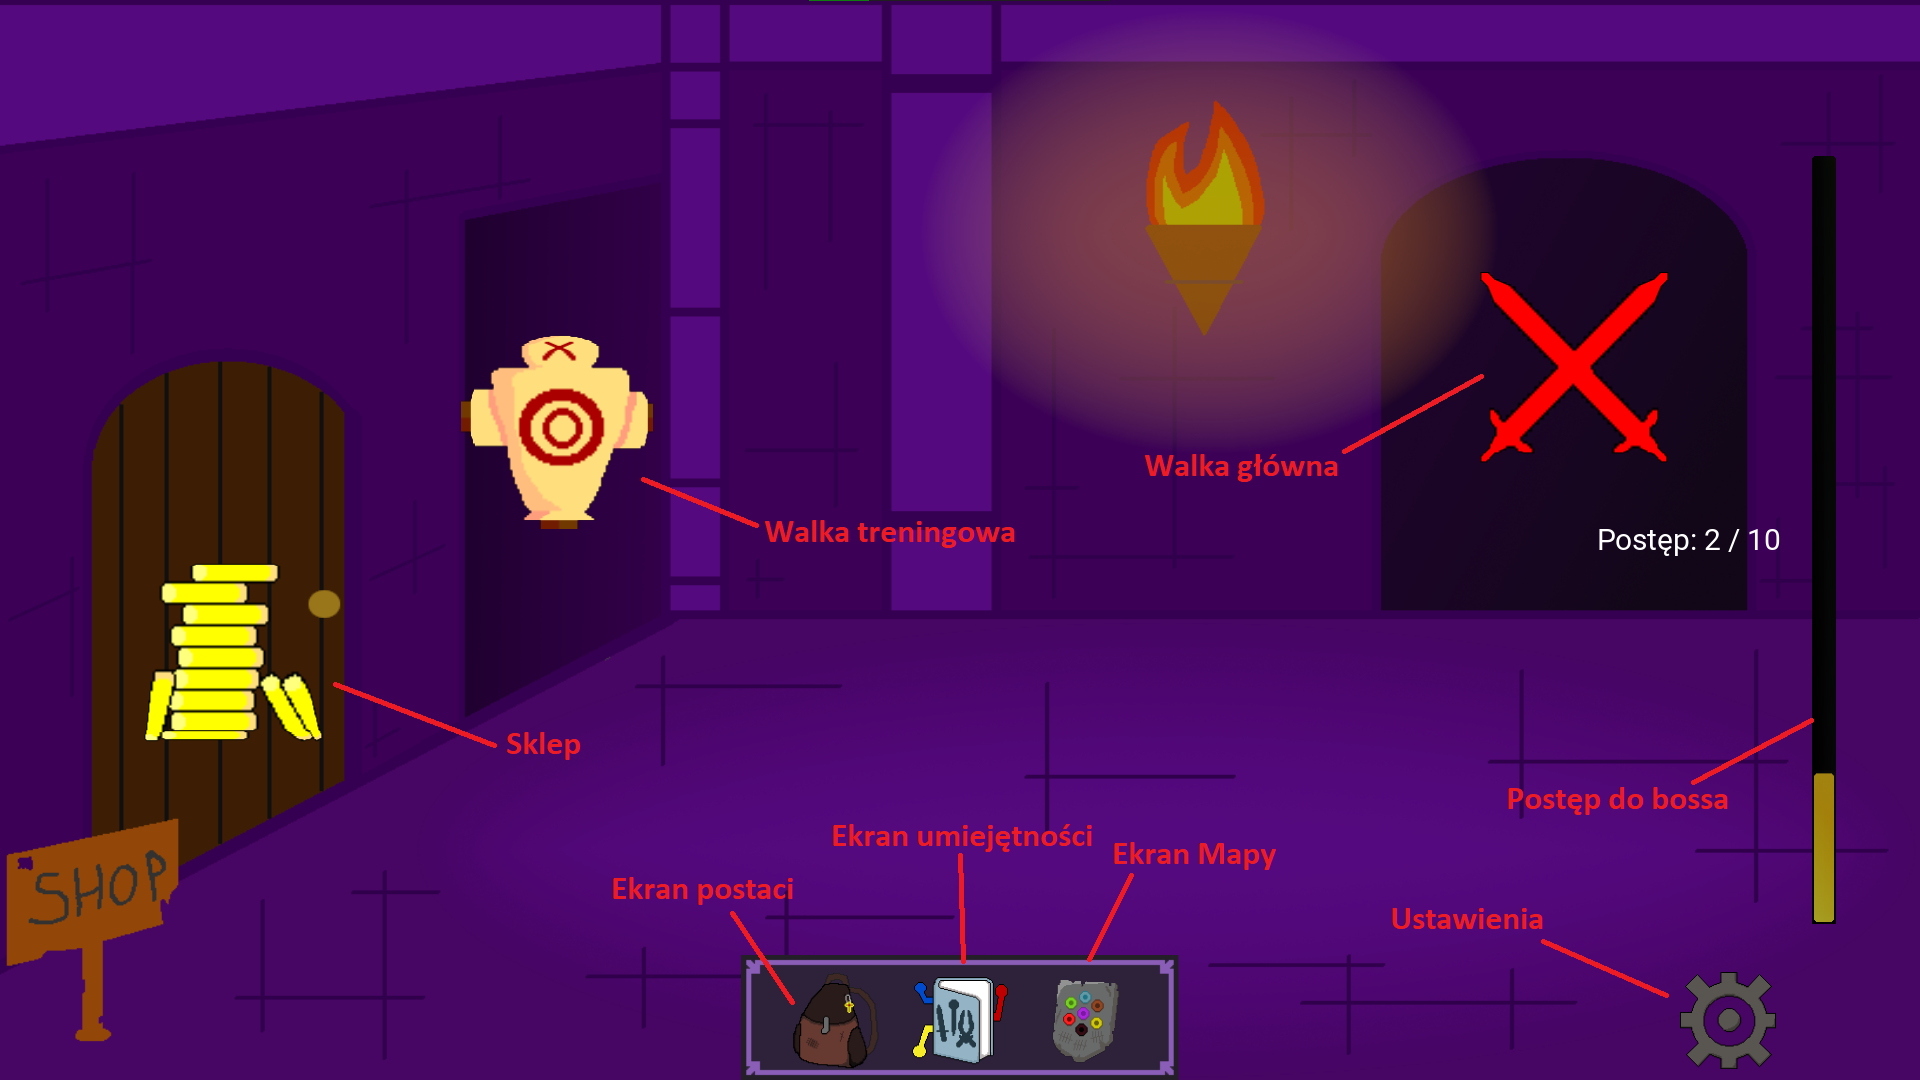 Walka główna
Walka treningowa
Postęp: 2 / 10
Sklep
Postęp do bossa
Ekran umiejętności
Ekran Mapy
SHOP
Ekran postaci
Ustawienia